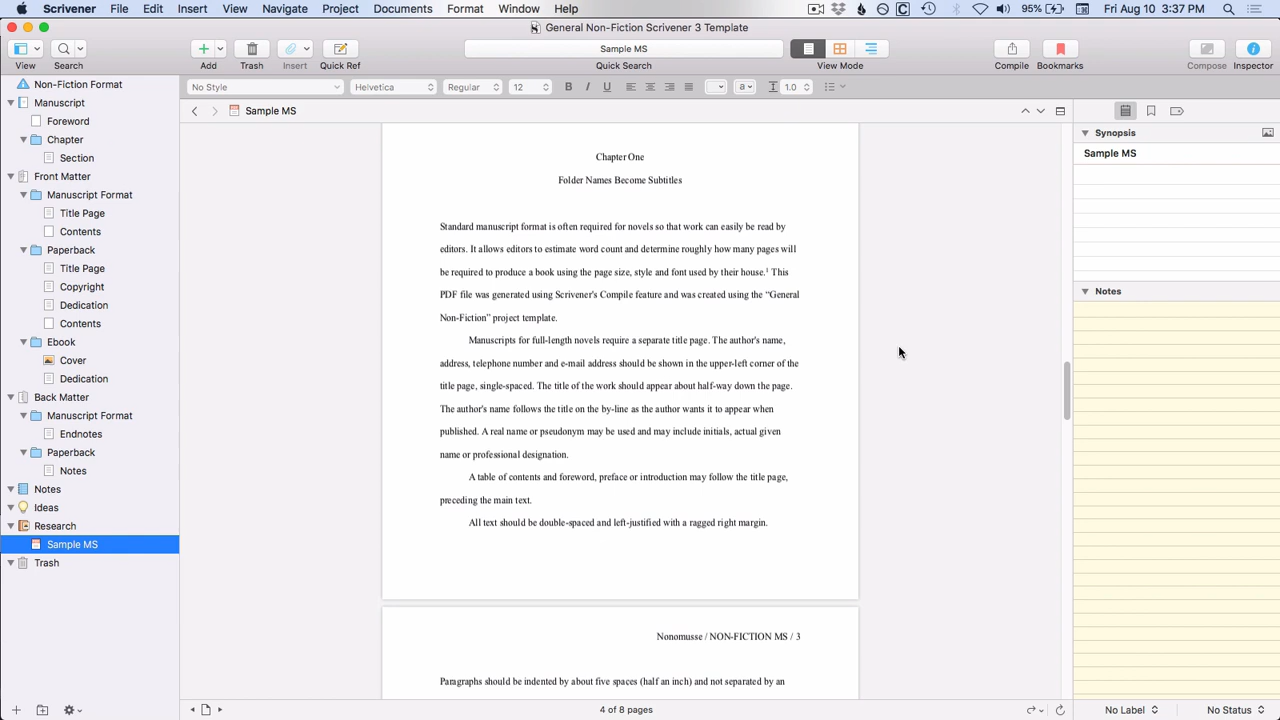 Scrivener File Edit Insert View Navigate Project Documents Format Window Help 95% Fri Aug 10 3:37 PM
General Non-Fiction Scrivener 3 Template
Sample MS
View Search Add Trash Insert Quick Ref Quick Search View Mode Compile Bookmarks Compose Inspector
No Style Helvetica Regular 12 B I U a 1.0
Non-Fiction Format
Manuscript
Foreword
Chapter
Section
Front Matter
Manuscript Format
Title Page
Contents
Paperback
Title Page
Copyright
Dedication
Contents
Ebook
Cover
Dedication
Back Matter
Manuscript Format
Endnotes
Paperback
Notes
Notes
Ideas
Research
Sample MS
Trash
Sample MS
Chapter One
Folder Names Become Subtitles
Standard manuscript format is often required for novels so that work can easily be read by
editors. It allows editors to estimate word count and determine roughly how many pages will
be required to produce a book using the page size, style and font used by their house.¹ This
PDF file was generated using Scrivener's Compile feature and was created using the “General
Non-Fiction” project template.
Manuscripts for full-length novels require a separate title page. The author's name,
address, telephone number and e-mail address should be shown in the upper-left corner of the
title page, single-spaced. The title of the work should appear about half-way down the page.
The author's name follows the title on the by-line as the author wants it to appear when
published. A real name or pseudonym may be used and may include initials, actual given
name or professional designation.
A table of contents and foreword, preface or introduction may follow the title page,
preceding the main text.
All text should be double-spaced and left-justified with a ragged right margin.
Nonomusse / NON-FICTION MS / 3
Paragraphs should be indented by about five spaces (half an inch) and not separated by an
4 of 8 pages
Synopsis
Sample MS
Notes
No Label No Status